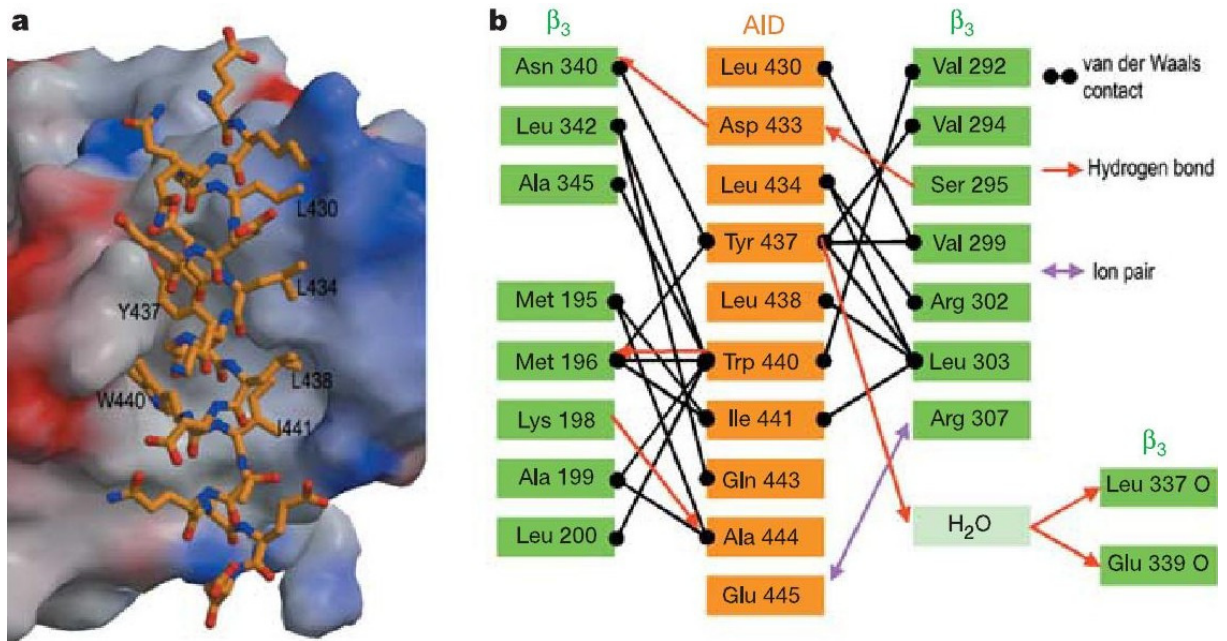 a
L430
L434
Y437
L438
W440
I441
b
β3
AID
β3
Asn 340
Leu 430
Val 292
van der Waals
contact
Leu 342
Asp 433
Val 294
Ala 345
Leu 434
Ser 295
Hydrogen bond
Tyr 437
Val 299
Ion pair
Met 195
Leu 438
Arg 302
Met 196
Trp 440
Leu 303
Lys 198
Ile 441
Arg 307
Ala 199
Gln 443
β3
Leu 337 O
Leu 200
Ala 444
H2O
Glu 339 O
Glu 445